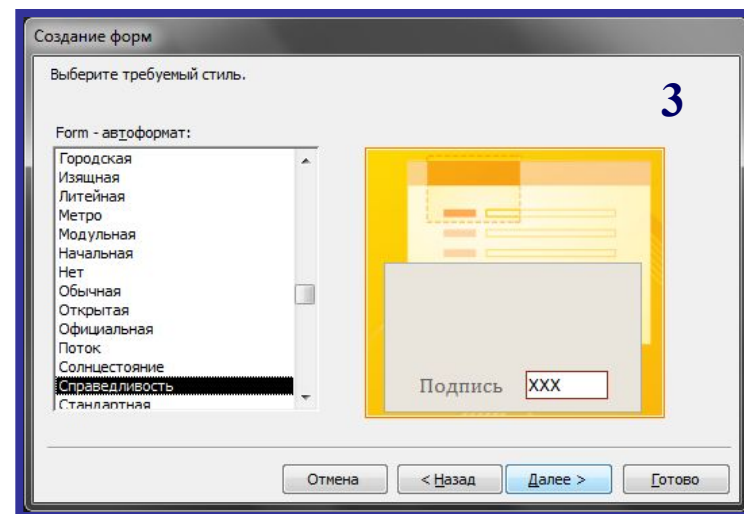 Создание форм
Выберите требуемый стиль.
3
Form - автоформат:
Городская
Изящная
Литейная
Метро
Модульная
Начальная
Нет
Обычная
Открытая
Официальная
Поток
Солнцестояние
Справедливость
Стандартная
Подпись XXX
Отмена < Назад Далее > Готово